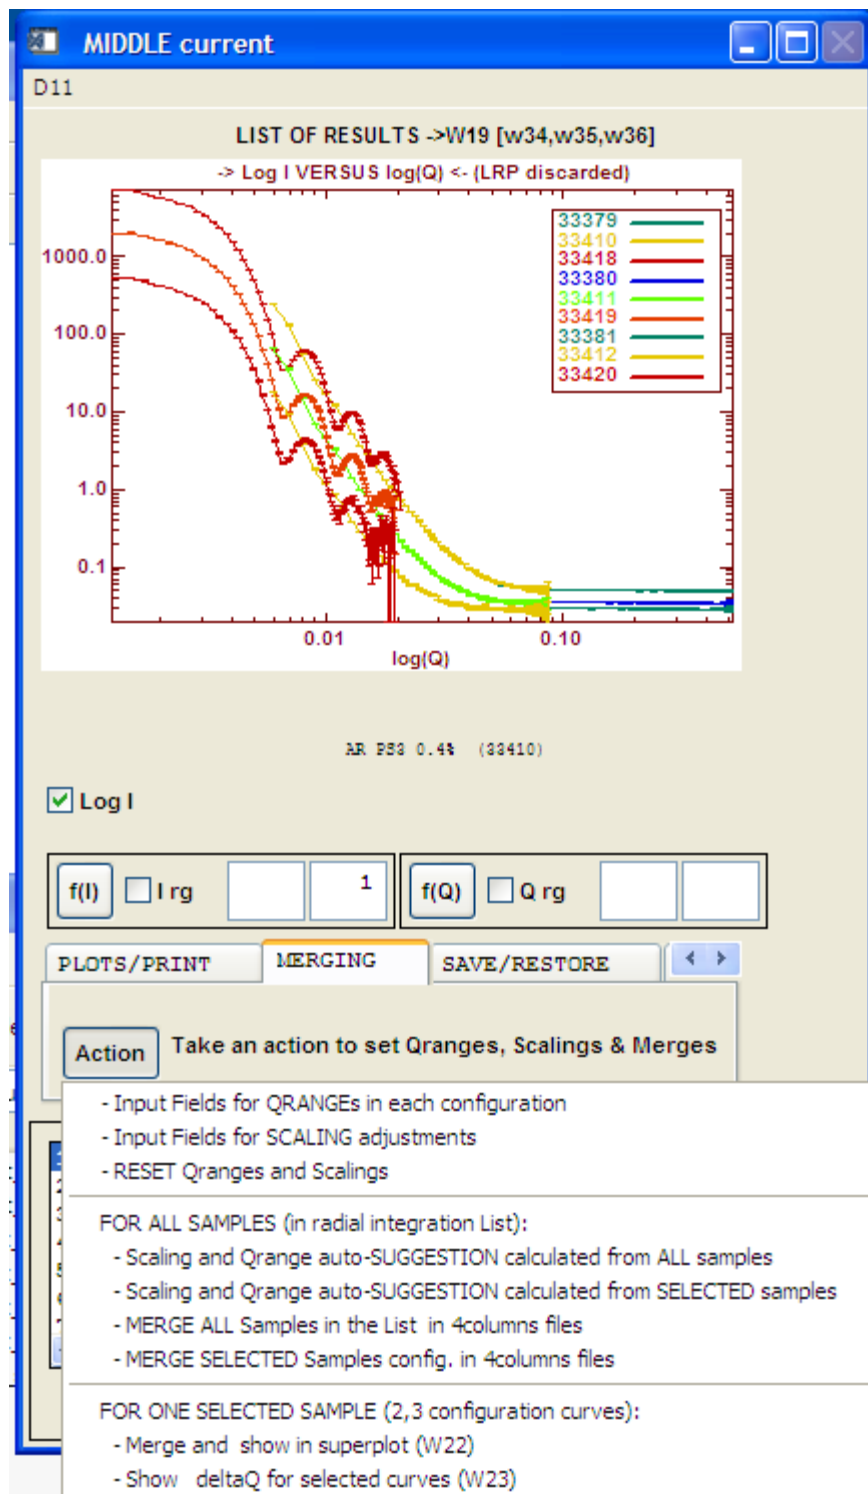 MIDDLE current
D11
LIST OF RESULTS ->W19 [w34,w35,w36]
-> Log I VERSUS log(Q) <- (LRP discarded)
33379
33410
33418
33380
33411
33419
33381
33412
33420
1000.0
100.0
10.0
1.0
0.1
0.01 0.10
log(Q)
AR PS3 0.4% (33410)
Log I
f(I) I rg 1 f(Q) Q rg
PLOTS/PRINT MERGING SAVE/RESTORE
Action Take an action to set Qranges, Scalings & Merges
- Input Fields for QRANGEs in each configuration
- Input Fields for SCALING adjustments
- RESET Qranges and Scalings
FOR ALL SAMPLES (in radial integration List):
- Scaling and Qrange auto-SUGGESTION calculated from ALL samples
- Scaling and Qrange auto-SUGGESTION calculated from SELECTED samples
- MERGE ALL Samples in the List in 4columns files
- MERGE SELECTED Samples config. in 4columns files
FOR ONE SELECTED SAMPLE (2,3 configuration curves):
- Merge and show in superplot (W22)
- Show deltaQ for selected curves (W23)